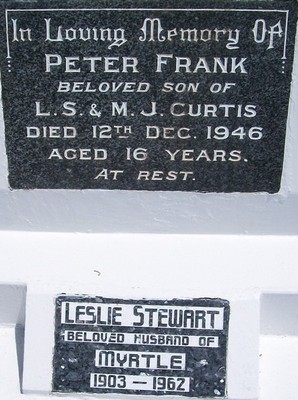 In Loving Memory Of
PETER FRANK
BELOVED SON OF
L.S. & M.J. CURTIS
DIED 12TH DEC. 1946
AGED 16 YEARS.
AT REST.
LESLIE STEWART
BELOVED HUSBAND OF
MYRTLE
1903 — 1962